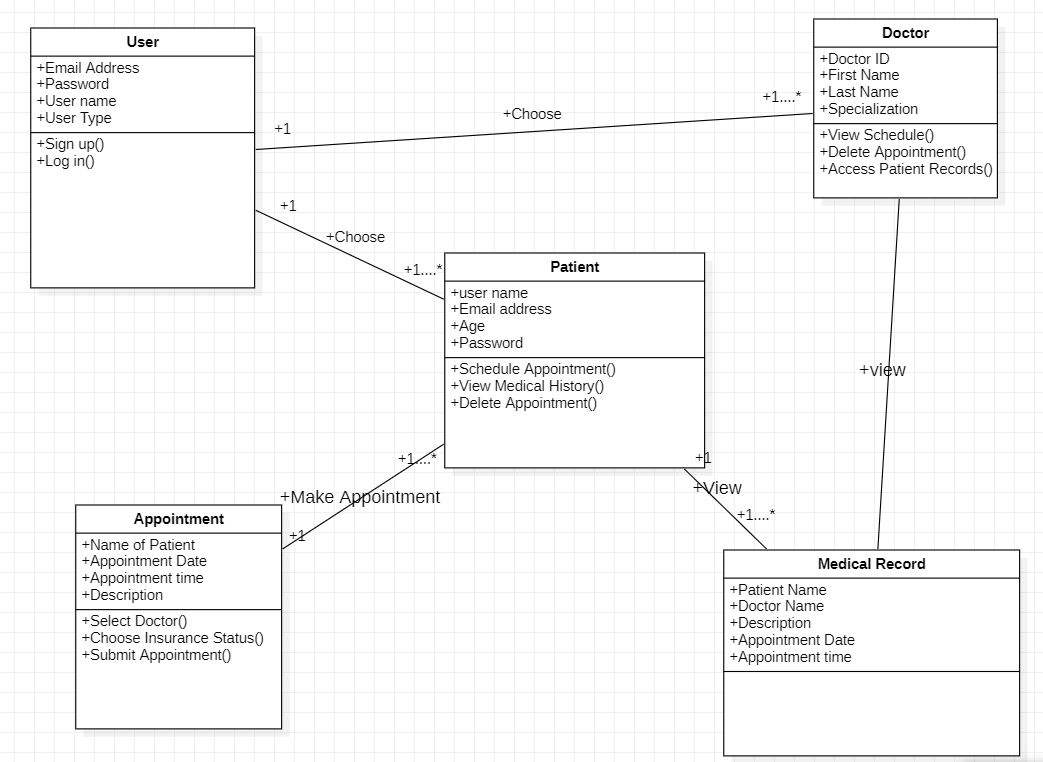 User
+Email Address
+Password
+User name
+User Type
+Sign up()
+Log in()
+1
+Choose
+1....*
Doctor
+Doctor ID
+First Name
+Last Name
+Specialization
+View Schedule()
+Delete Appointment()
+Access Patient Records()
+1
+Choose
+1....*
Patient
+user name
+Email address
+Age
+Password
+Schedule Appointment()
+View Medical History()
+Delete Appointment()
+view
+1....*
+Make Appointment
+1
+1
+View
+1....*
Appointment
+Name of Patient
+Appointment Date
+Appointment time
+Description
+Select Doctor()
+Choose Insurance Status()
+Submit Appointment()
Medical Record
+Patient Name
+Doctor Name
+Description
+Appointment Date
+Appointment time